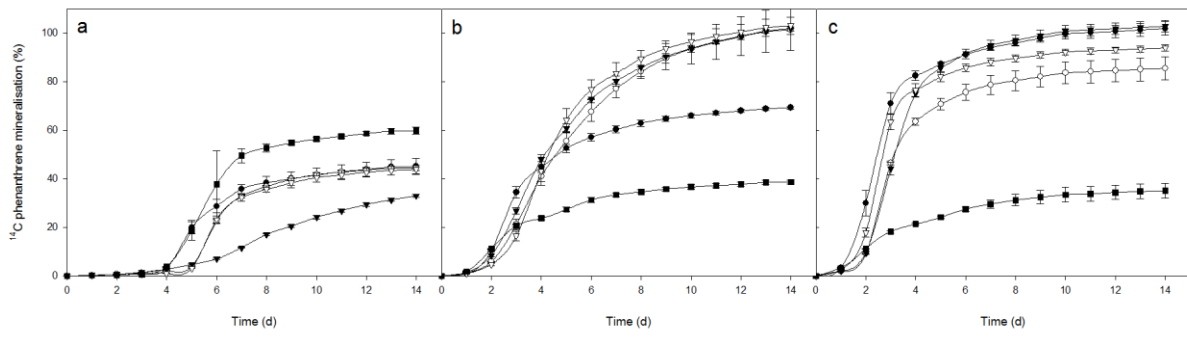 a
b
c
¹⁴C phenanthrene mineralisation (%)
100
80
60
40
20
0
0 2 4 6 8 10 12 14
0 2 4 6 8 10 12 14
0 2 4 6 8 10 12 14
Time (d)
Time (d)
Time (d)